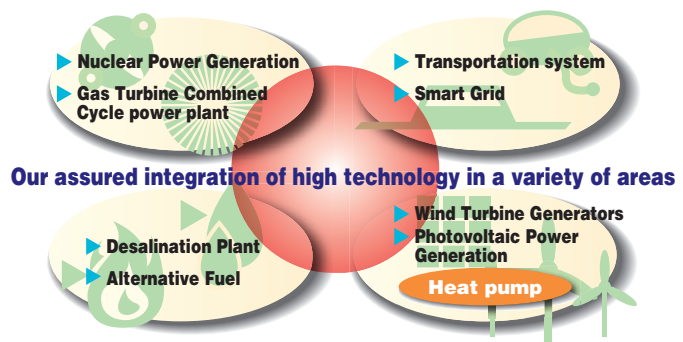 Nuclear Power Generation
Gas Turbine Combined
Cycle power plant
Transportation system
Smart Grid
Our assured integration of high technology in a variety of areas
Desalination Plant
Alternative Fuel
Wind Turbine Generators
Photovoltaic Power
Generation
Heat pump